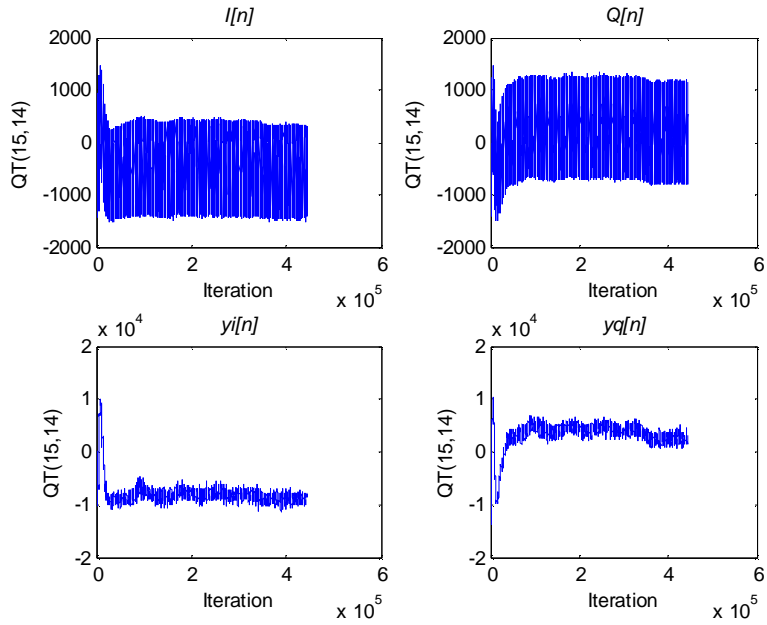 I[n]
2000
1000
0
-1000
-2000
QT(15,14)
0
2
4
6
Iteration
x 10^5
Q[n]
2000
1000
0
-1000
-2000
QT(15,14)
0
2
4
6
Iteration
x 10^5
yi[n]
x 10^4
2
1
0
-1
-2
QT(15,14)
0
2
4
6
Iteration
x 10^5
yq[n]
x 10^4
2
1
0
-1
-2
QT(15,14)
0
2
4
6
Iteration
x 10^5